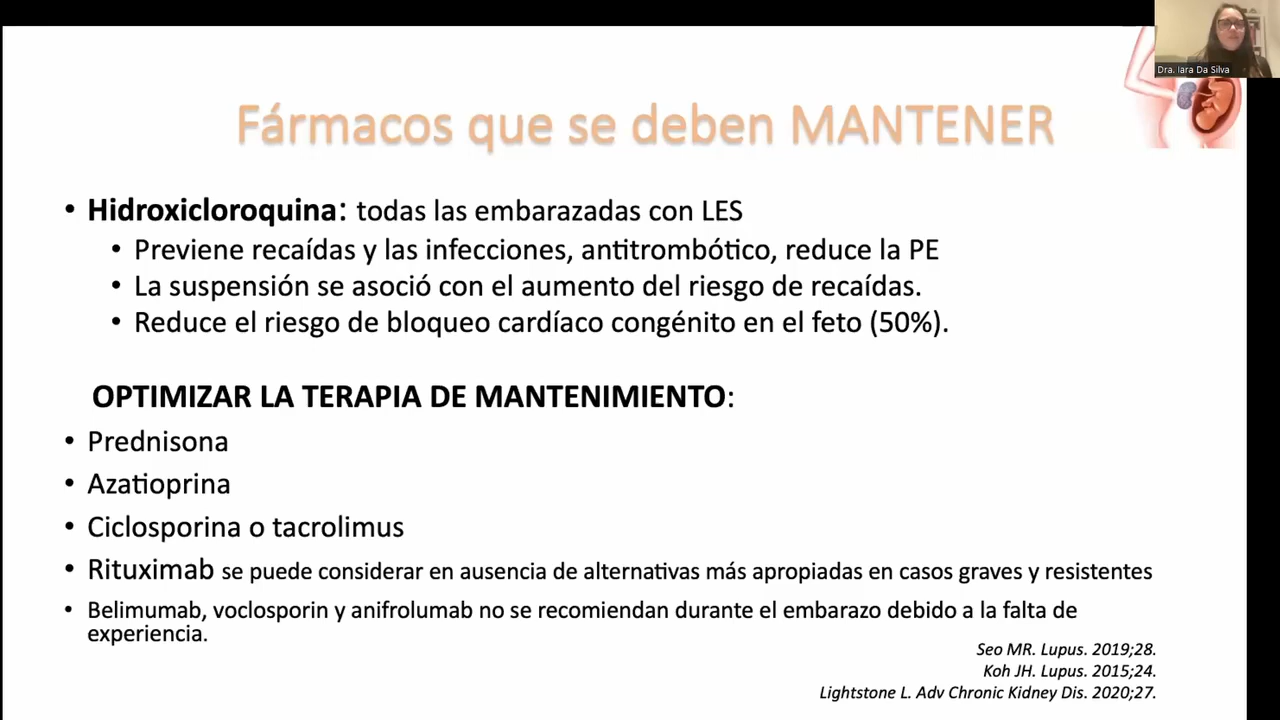 Dra. Iara Da Silva
Fármacos que se deben MANTENER
• Hidroxicloroquina: todas las embarazadas con LES
• Previene recaídas y las infecciones, antitrombótico, reduce la PE
• La suspensión se asoció con el aumento del riesgo de recaídas.
• Reduce el riesgo de bloqueo cardíaco congénito en el feto (50%).
OPTIMIZAR LA TERAPIA DE MANTENIMIENTO:
• Prednisona
• Azatioprina
• Ciclosporina o tacrolimus
• Rituximab se puede considerar en ausencia de alternativas más apropiadas en casos graves y resistentes
• Belimumab, voclosporin y anifrolumab no se recomiendan durante el embarazo debido a la falta de
experiencia.
Seo MR. Lupus. 2019;28.
Koh JH. Lupus. 2015;24.
Lightstone L. Adv Chronic Kidney Dis. 2020;27.